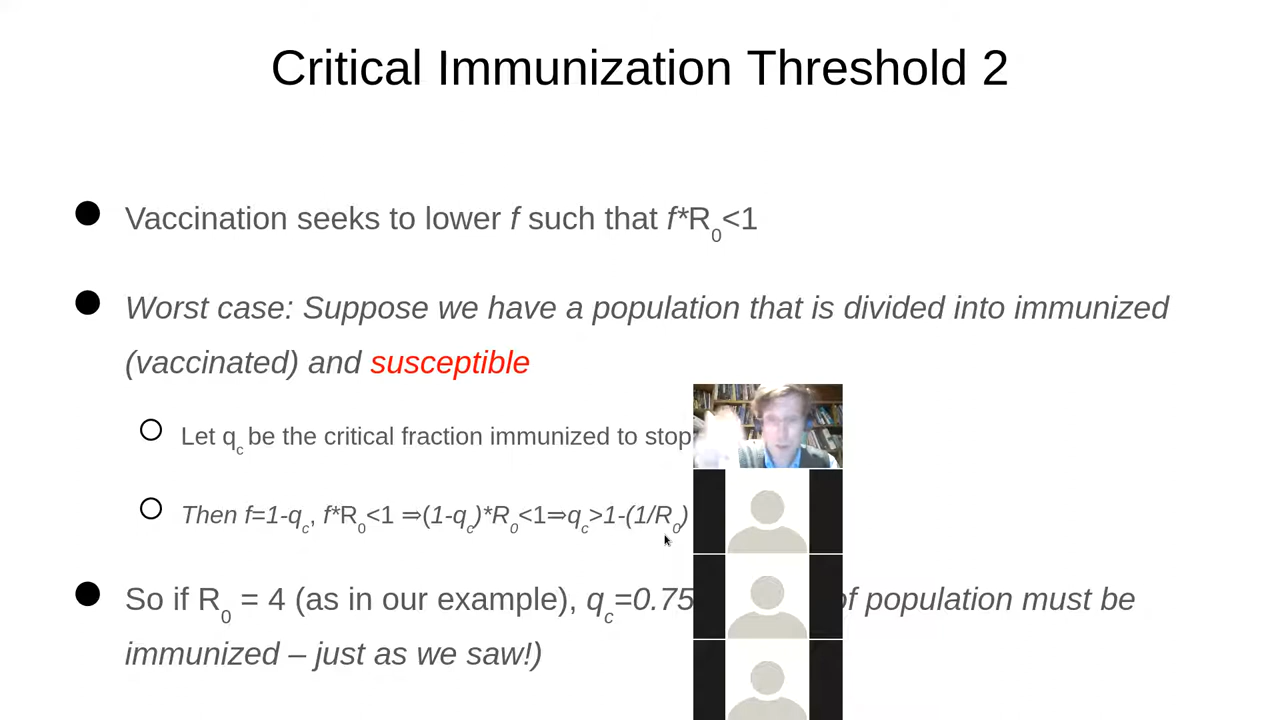 Critical Immunization Threshold 2
Vaccination seeks to lower f such that f*R0<1
Worst case: Suppose we have a population that is divided into immunized
(vaccinated) and susceptible
Let qc be the critical fraction immunized to stop
Then f=1-qc, f*R0<1 ⇒(1-qc)*R0<1⇒qc>1-(1/R0)
So if R0 = 4 (as in our example), qc=0.75 of population must be
immunized – just as we saw!)